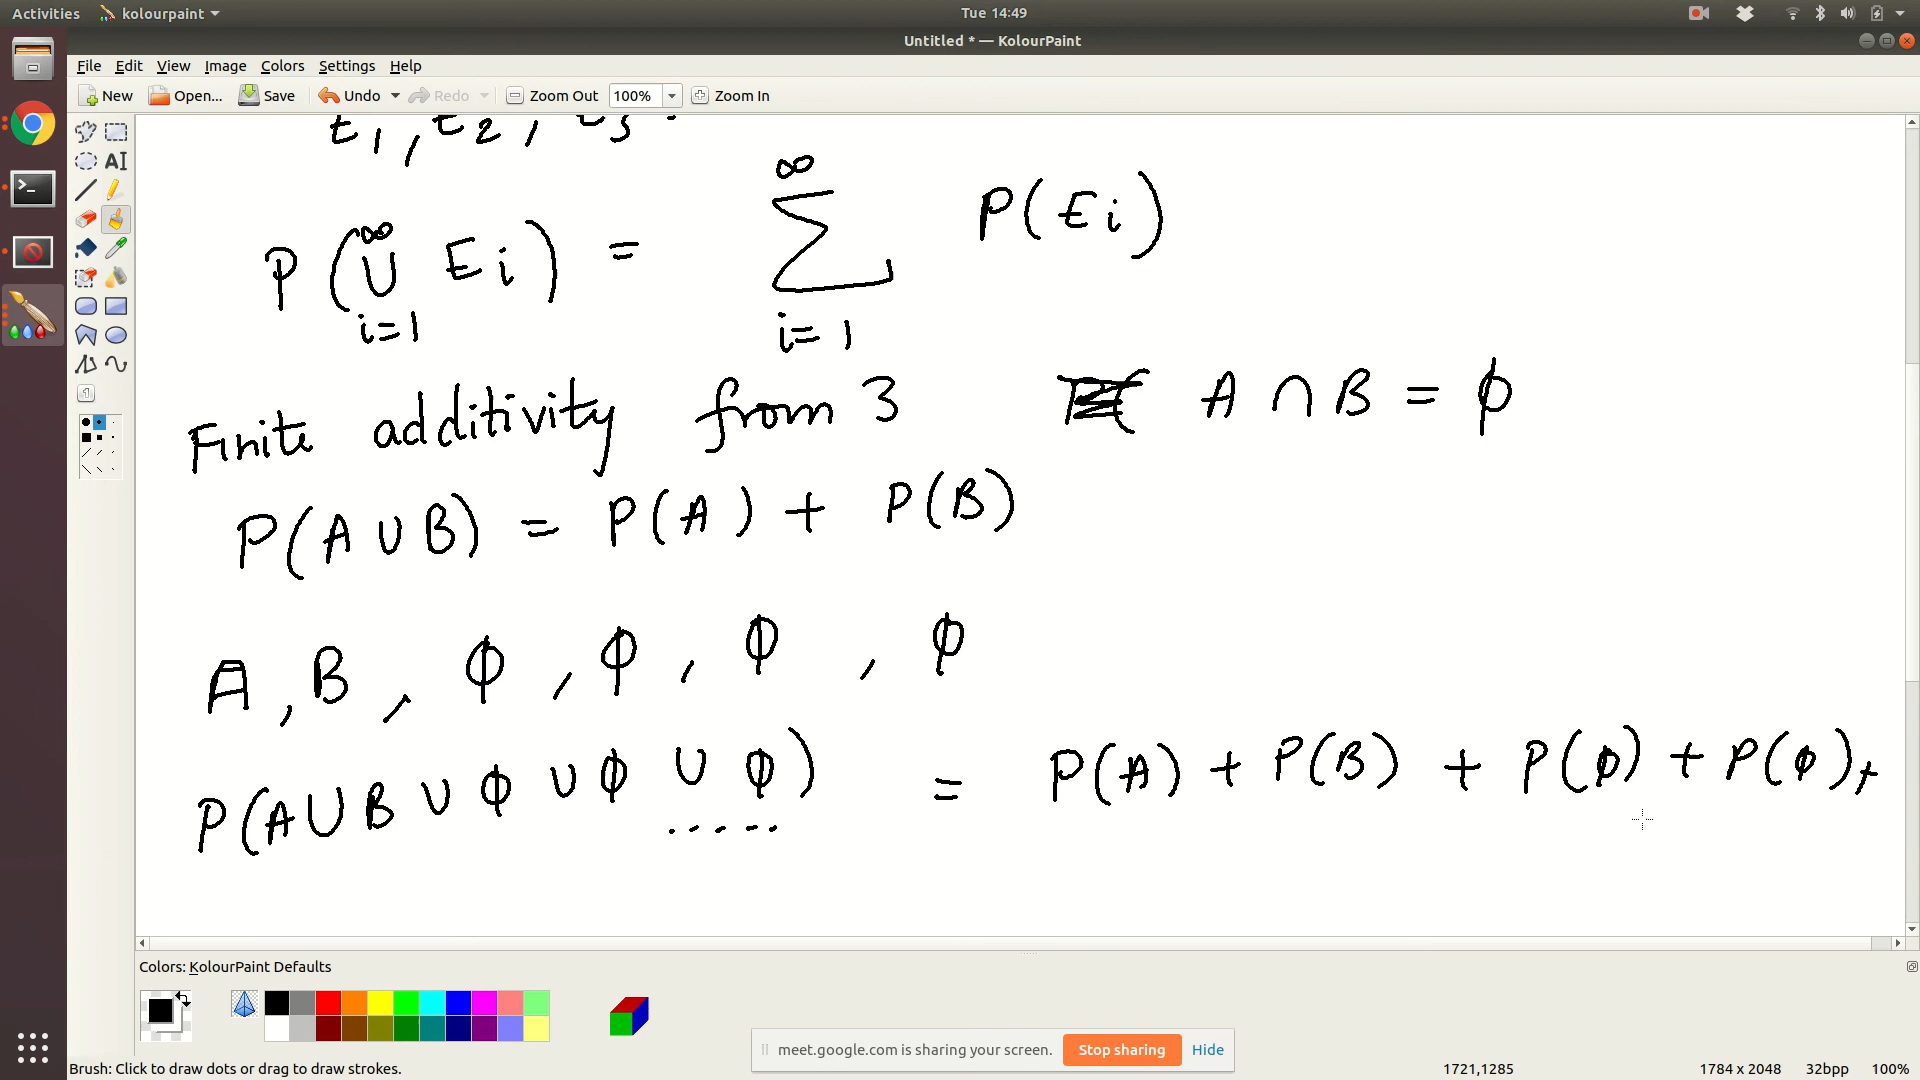 Activities kolourpaint Tue 14:49
Untitled * — KolourPaint
File Edit View Image Colors Settings Help
New Open... Save Undo Redo Zoom Out 100% Zoom In
E1, E2, E3
∞ ∞
P(∪ Ei) = ∑ P(Ei)
i=1 i=1
Finite additivity from 3 A ∩ B = ϕ
P(A ∪ B) = P(A) + P(B)
A, B, ϕ, ϕ, ϕ, ϕ
P(A ∪ B ∪ ϕ ∪ ϕ ∪ ϕ) = P(A) + P(B) + P(ϕ) + P(ϕ) +
.....
Colors: KolourPaint Defaults
meet.google.com is sharing your screen. Stop sharing Hide
Brush: Click to draw dots or drag to draw strokes. 1721,1285 1784 x 2048 32bpp 100%